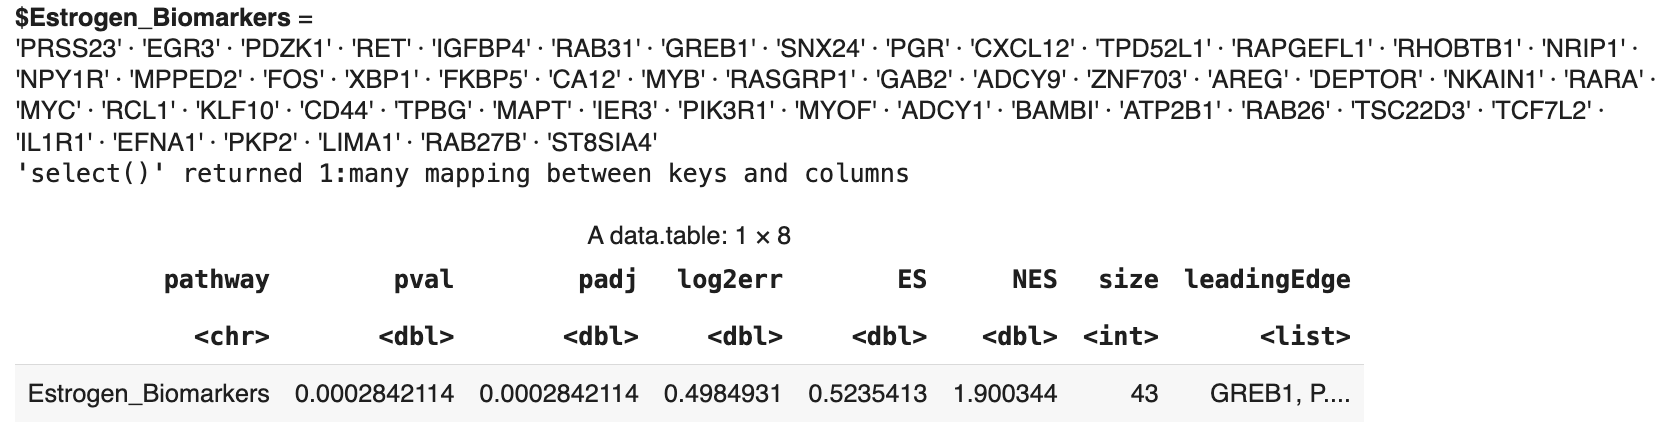 $Estrogen_Biomarkers =
'PRSS23' · 'EGR3' · 'PDZK1' · 'RET' · 'IGFBP4' · 'RAB31' · 'GREB1' · 'SNX24' · 'PGR' · 'CXCL12' · 'TPD52L1' · 'RAPGEFL1' · 'RHOBTB1' · 'NRIP1' ·
'NPY1R' · 'MPPED2' · 'FOS' · 'XBP1' · 'FKBP5' · 'CA12' · 'MYB' · 'RASGRP1' · 'GAB2' · 'ADCY9' · 'ZNF703' · 'AREG' · 'DEPTOR' · 'NKAIN1' · 'RARA' ·
'MYC' · 'RCL1' · 'KLF10' · 'CD44' · 'TPBG' · 'MAPT' · 'IER3' · 'PIK3R1' · 'MYOF' · 'ADCY1' · 'BAMBI' · 'ATP2B1' · 'RAB26' · 'TSC22D3' · 'TCF7L2' ·
'IL1R1' · 'EFNA1' · 'PKP2' · 'LIMA1' · 'RAB27B' · 'ST8SIA4'
'select()' returned 1:many mapping between keys and columns
A data.table: 1 × 8
pathway pval padj log2err ES NES size leadingEdge
<chr> <dbl> <dbl> <dbl> <dbl> <dbl> <int> <list>
Estrogen_Biomarkers 0.0002842114 0.0002842114 0.4984931 0.5235413 1.900344 43 GREB1, P....